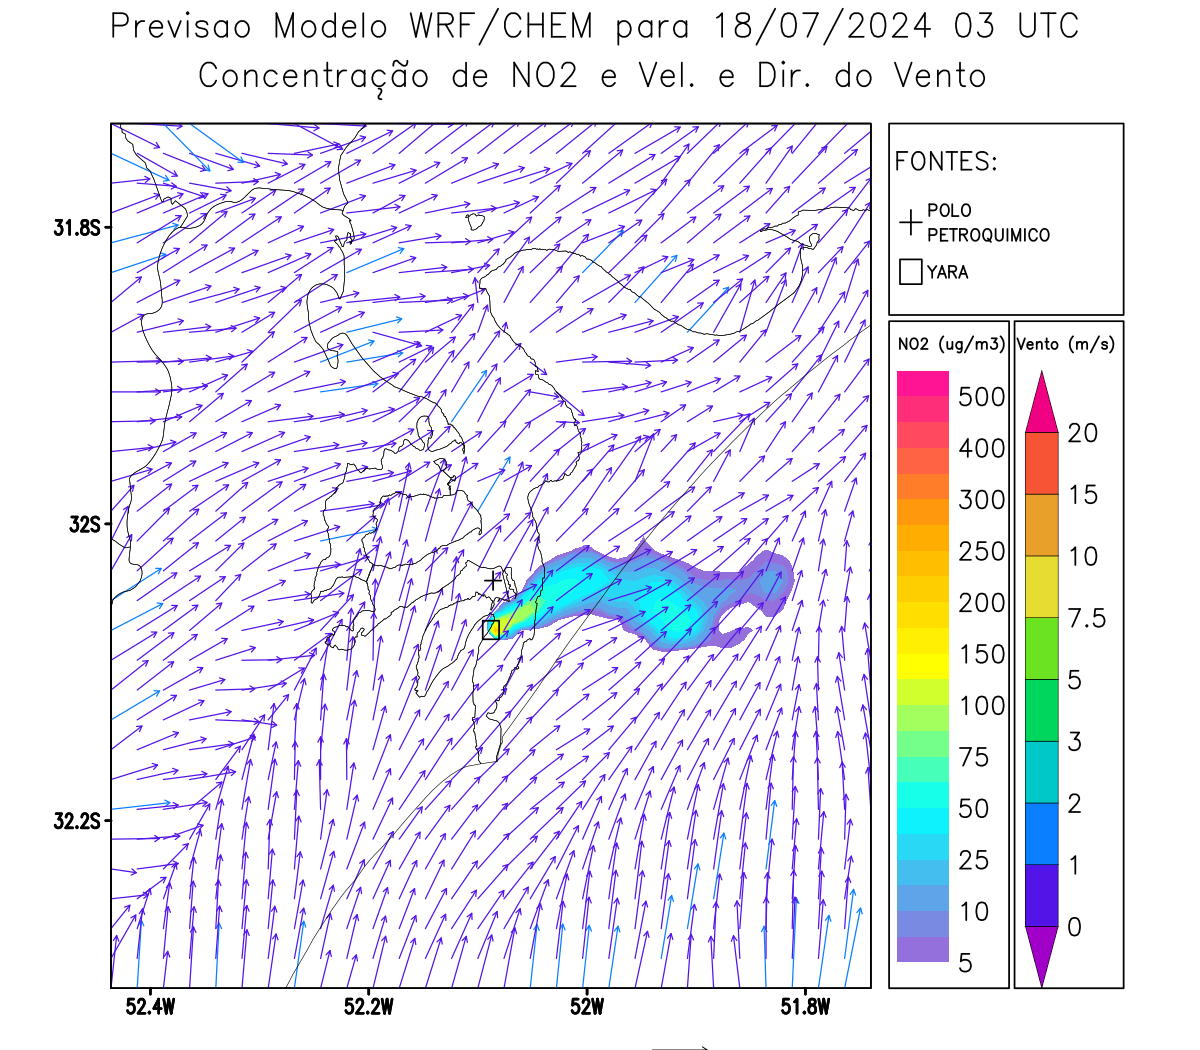 Previsao Modelo WRF/CHEM para 18/07/2024 03 UTC
Concentração de NO2 e Vel. e Dir. do Vento
FONTES:
POLO
PETROQUIMICO
YARA
NO2 (ug/m3)
500
400
300
250
200
150
100
75
50
25
10
5
Vento (m/s)
20
15
10
7.5
5
3
2
1
0
31.8S
32S
32.2S
52.4W
52.2W
52W
51.8W